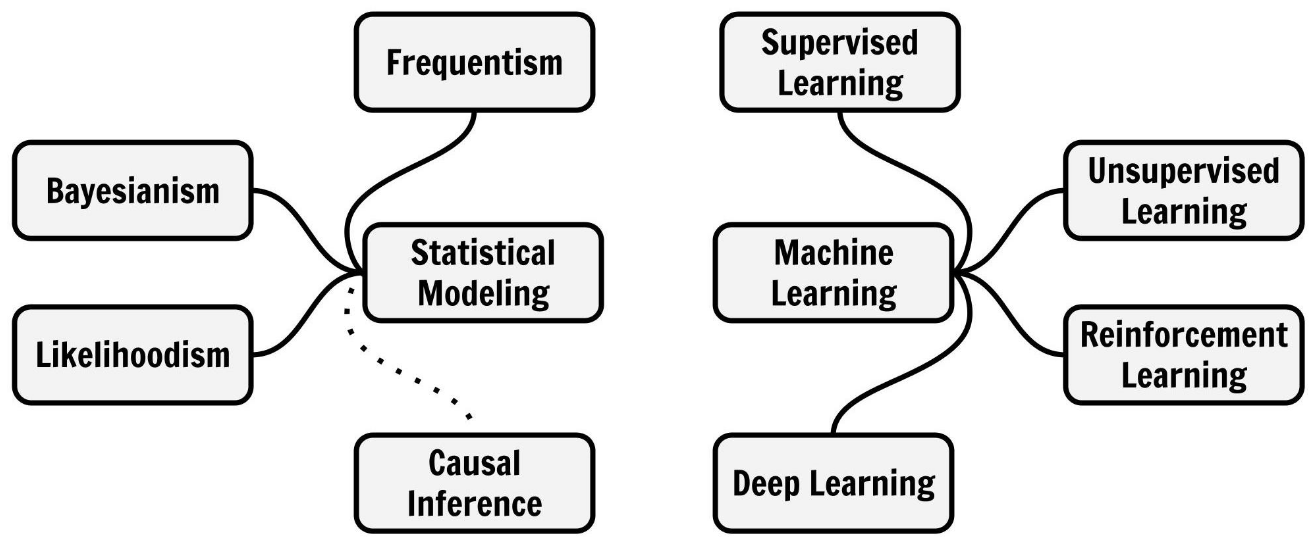 Frequentism
Supervised
Learning
Bayesianism
Unsupervised
Learning
Statistical
Modeling
Machine
Learning
Likelihoodism
Reinforcement
Learning
Causal
Inference
Deep Learning